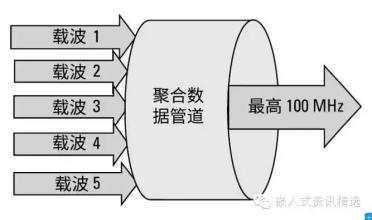 载波 1
载波 2
载波 3
载波 4
载波 5
聚合数
据管道
最高 100 MHz
嵌入式资讯精选